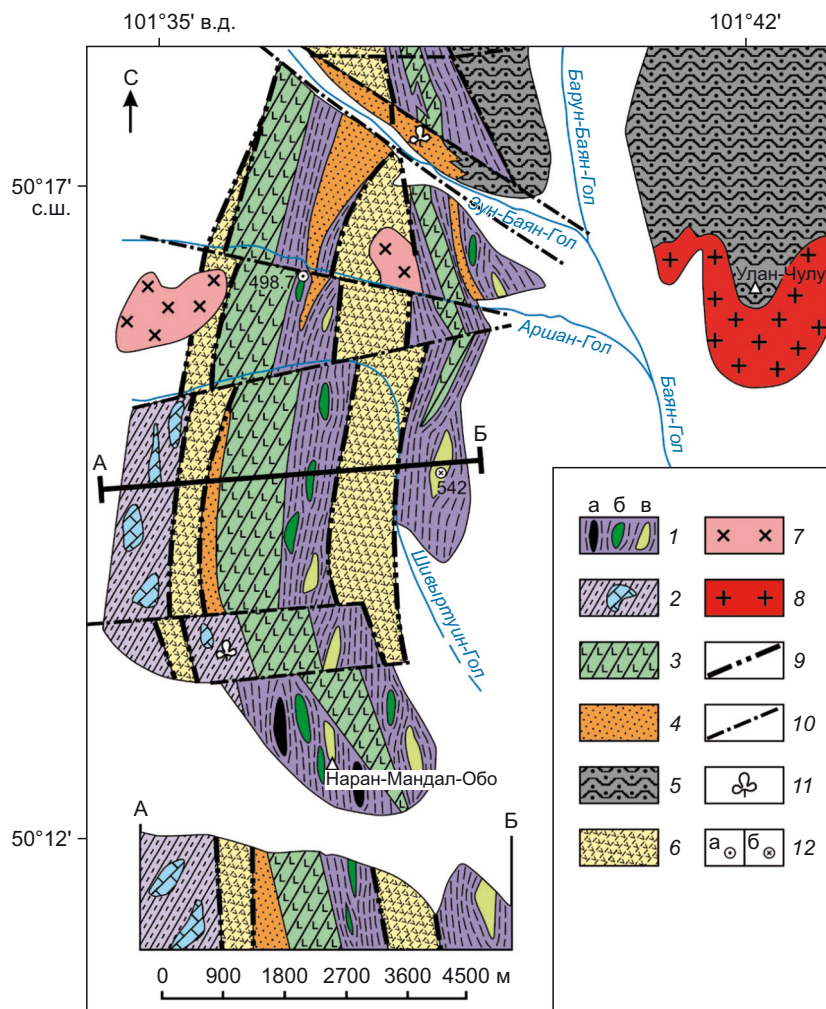 101°35' в.д.
101°42'
С
50°17'
с.ш.
Барун-Баян-Гол
Зун-Баян-Гол
Улан-Чулу
498.7
Аршан-Гол
Баян-Гол
А
Б
542
Шивыртуин-Гол
Наран-Мандал-Обо
50°12'
А
Б
0 900 1800 2700 3600 4500 м
а б в
1
7
2
8
3
9
4
10
5
11
6
а б
12